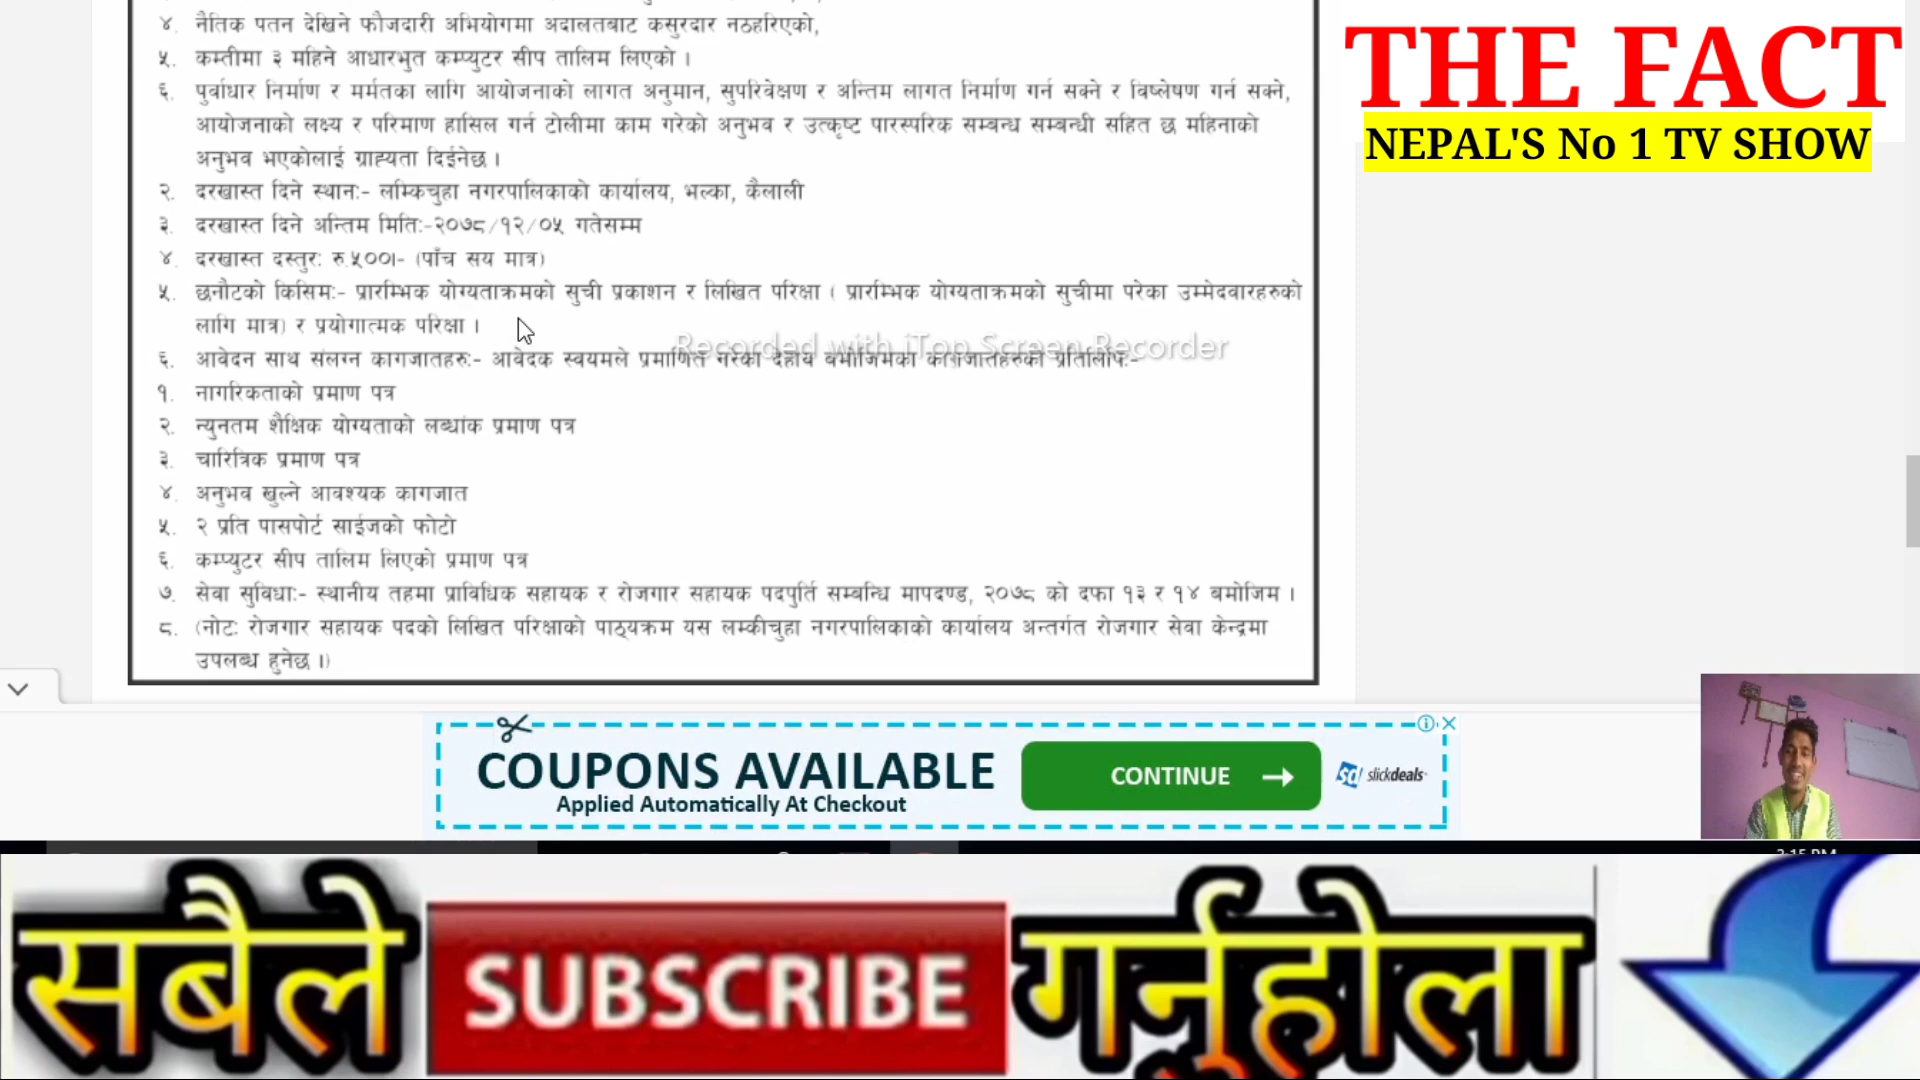 ४. नैतिक पतन देखिने फौजदारी अभियोगमा अदालतबाट कसुरदार नठहरिएको,
५. कम्तीमा ३ महिने आधारभुत कम्प्युटर सीप तालिम लिएको ।
६. पुर्वाधार निर्माण र मर्मतका लागि आयोजनाको लागत अनुमान, सुपरिवेक्षण र अन्तिम लागत निर्माण गर्न सक्ने र विष्लेषण गर्न सक्ने,
आयोजनाको लक्ष्य र परिमाण हासिल गर्न टोलीमा काम गरेको अनुभव र उत्कृष्ट पारस्परिक सम्बन्ध सम्बन्धी सहित छ महिनाको
अनुभव भएकोलाई ग्राह्यता दिईनेछ ।
२. दरखास्त दिने स्थानः- लम्किचुहा नगरपालिकाको कार्यालय, भल्का, कैलाली
३. दरखास्त दिने अन्तिम मितिः-२०७८/१२/०५ गतेसम्म
४. दरखास्त दस्तुरः रु.५००।- (पाँच सय मात्र)
५. छनौटको किसिमः- प्रारम्भिक योग्यताक्रमको सुची प्रकाशन र लिखित परिक्षा ( प्रारम्भिक योग्यताक्रमको सुचीमा परेका उम्मेदवारहरुको
लागि मात्र) र प्रयोगात्मक परिक्षा ।
६. आवेदन साथ संलग्न कागजातहरुः- आवेदक स्वयमले प्रमाणित गरेका देहाय बमोजिमका कागजातहरुको प्रतिलिपिः-
Recorded with iTop Screen Recorder
१. नागरिकताको प्रमाण पत्र
२. न्युनतम शैक्षिक योग्यताको लब्धांक प्रमाण पत्र
३. चारित्रिक प्रमाण पत्र
४. अनुभव खुल्ने आवश्यक कागजात
५. २ प्रति पासपोर्ट साईजको फोटो
६. कम्प्युटर सीप तालिम लिएको प्रमाण पत्र
७. सेवा सुविधाः- स्थानीय तहमा प्राविधिक सहायक र रोजगार सहायक पदपुर्ति सम्बन्धि मापदण्ड, २०७८ को दफा १३ र १४ बमोजिम ।
८. (नोटः रोजगार सहायक पदको लिखित परिक्षाको पाठ्यक्रम यस लम्कीचुहा नगरपालिकाको कार्यालय अन्तर्गत रोजगार सेवा केन्द्रमा
उपलब्ध हुनेछ ।)
THE FACT
NEPAL'S No 1 TV SHOW
COUPONS AVAILABLE
Applied Automatically At Checkout
CONTINUE
sd slickdeals
सबैले SUBSCRIBE गर्नुहोला